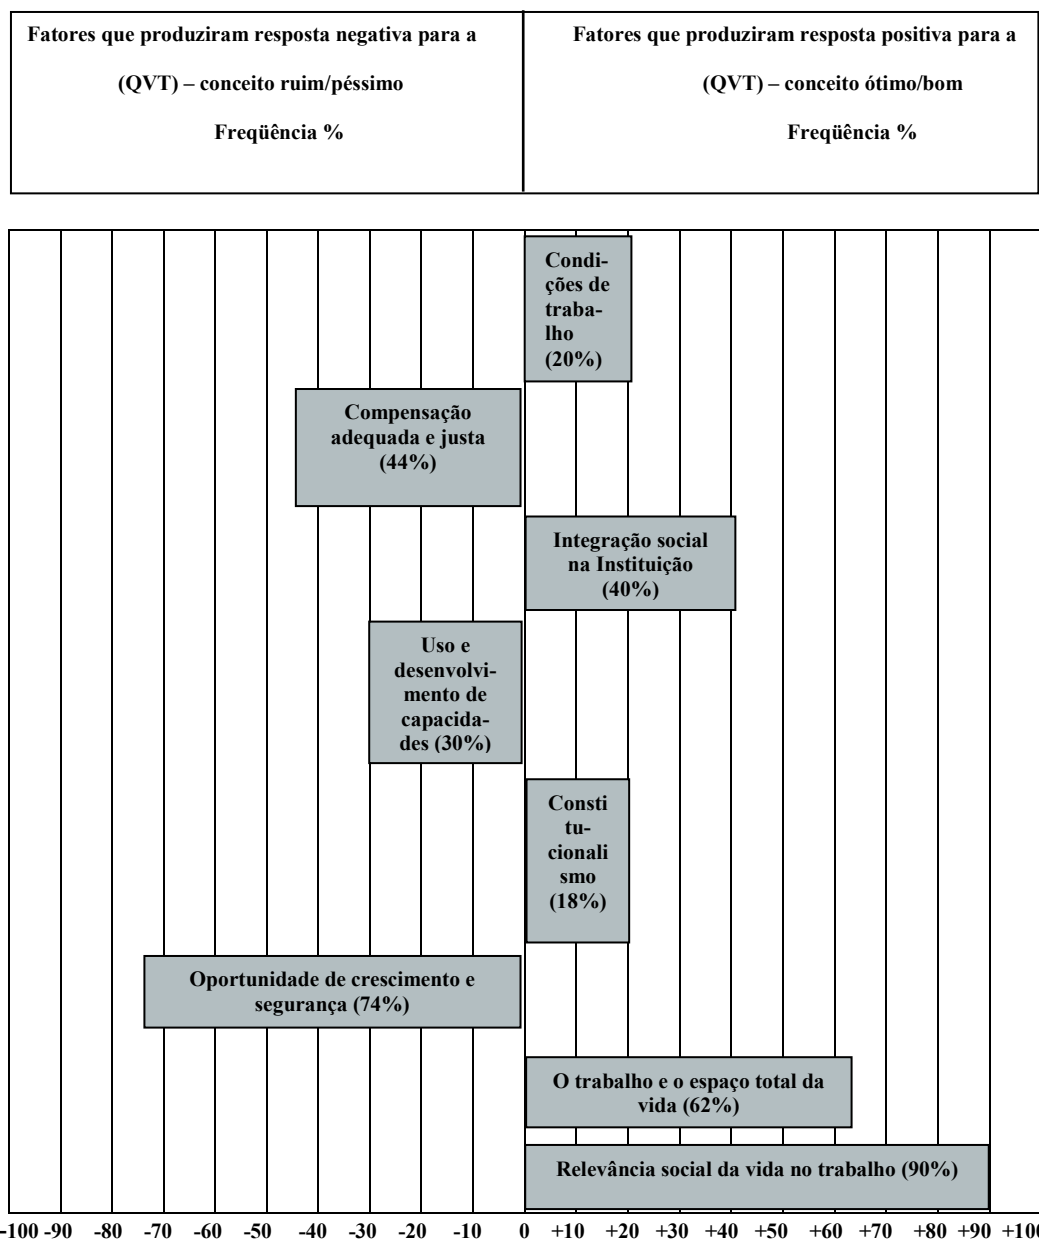 Fatores que produziram resposta negativa para a
(QVT) – conceito ruim/péssimo
Freqüência %
Fatores que produziram resposta positiva para a
(QVT) – conceito ótimo/bom
Freqüência %
Condi-
ções de
traba-
lho
(20%)
Compensação
adequada e justa
(44%)
Integração social
na Instituição
(40%)
Uso e
desenvolvi-
mento de
capacida-
des (30%)
Consti
tu-
cionali
smo
(18%)
Oportunidade de crescimento e
segurança (74%)
O trabalho e o espaço total da
vida (62%)
Relevância social da vida no trabalho (90%)
-100 -90 -80 -70 -60 -50 -40 -30 -20 -10 0 +10 +20 +30 +40 +50 +60 +70 +80 +90 +100